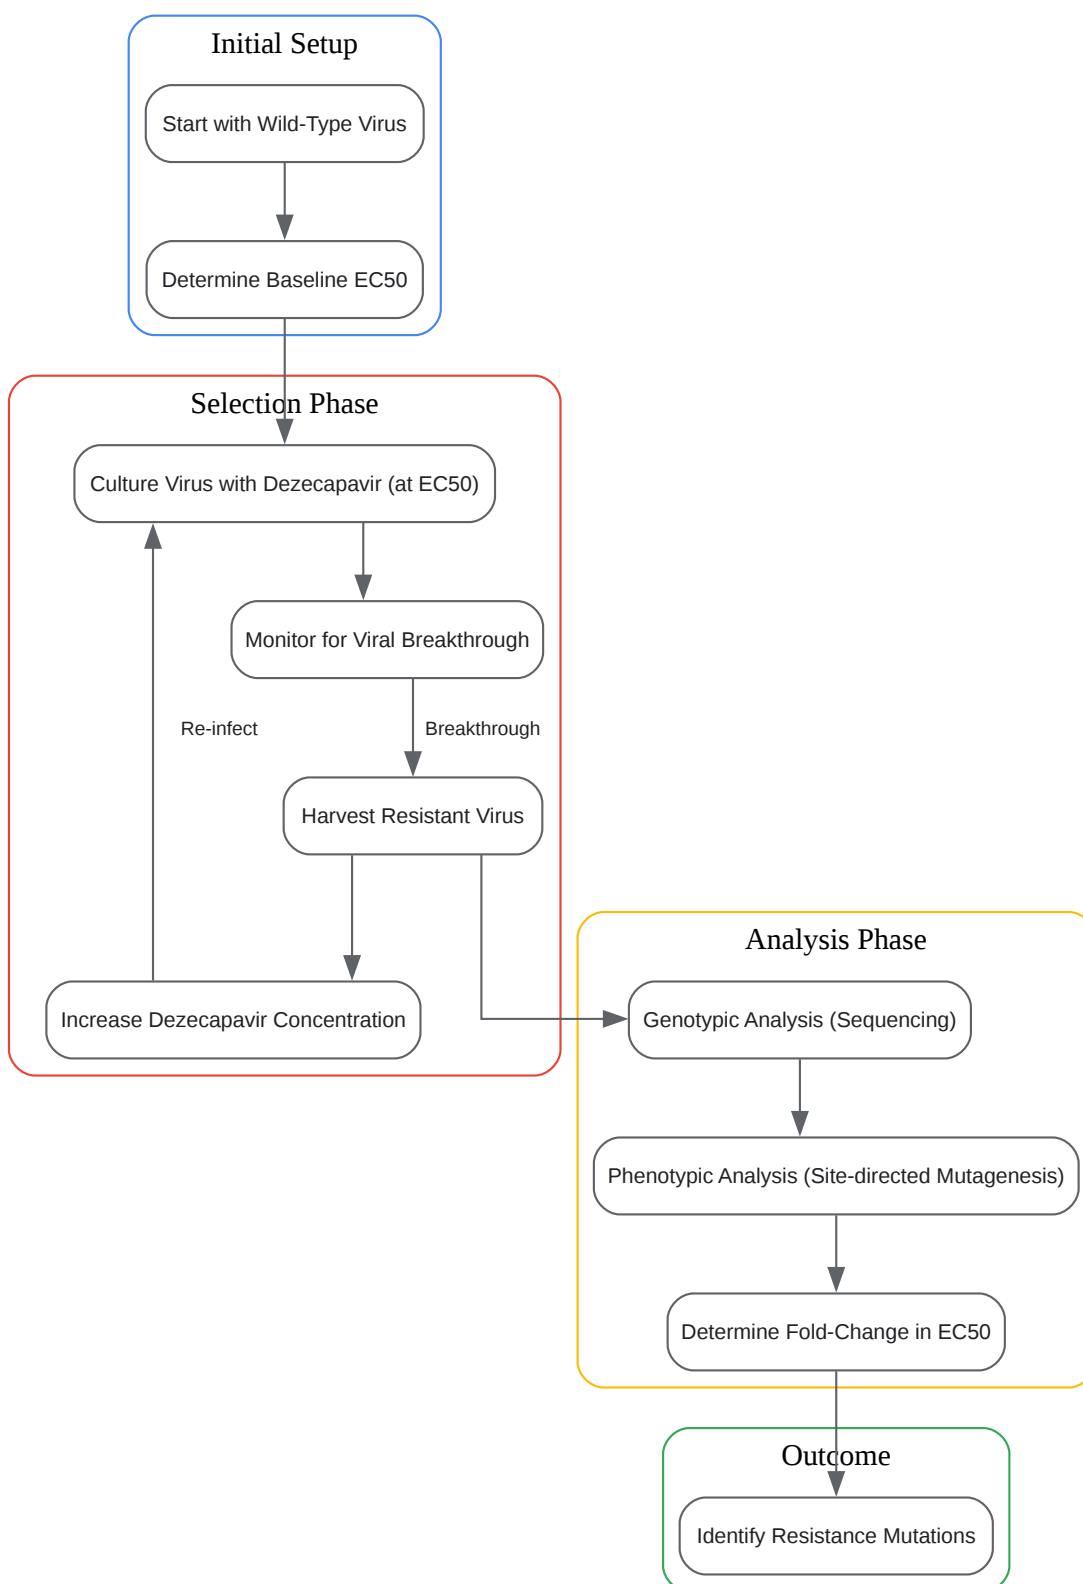 Initial Setup
Start with Wild-Type Virus
Determine Baseline EC50
Selection Phase
Culture Virus with Dezecapavir (at EC50)
Monitor for Viral Breakthrough
Re-infect
Breakthrough
Harvest Resistant Virus
Increase Dezecapavir Concentration
Analysis Phase
Genotypic Analysis (Sequencing)
Phenotypic Analysis (Site-directed Mutagenesis)
Determine Fold-Change in EC50
Outcome
Identify Resistance Mutations